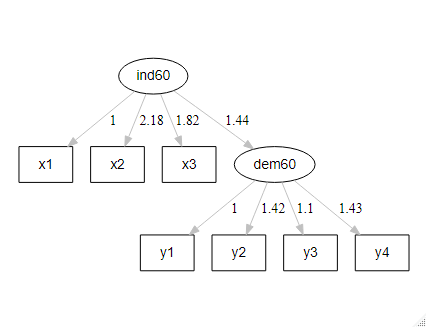 ind60
1 2.18 1.82 1.44
x1 x2 x3 dem60
1 1.42 1.1 1.43
y1 y2 y3 y4